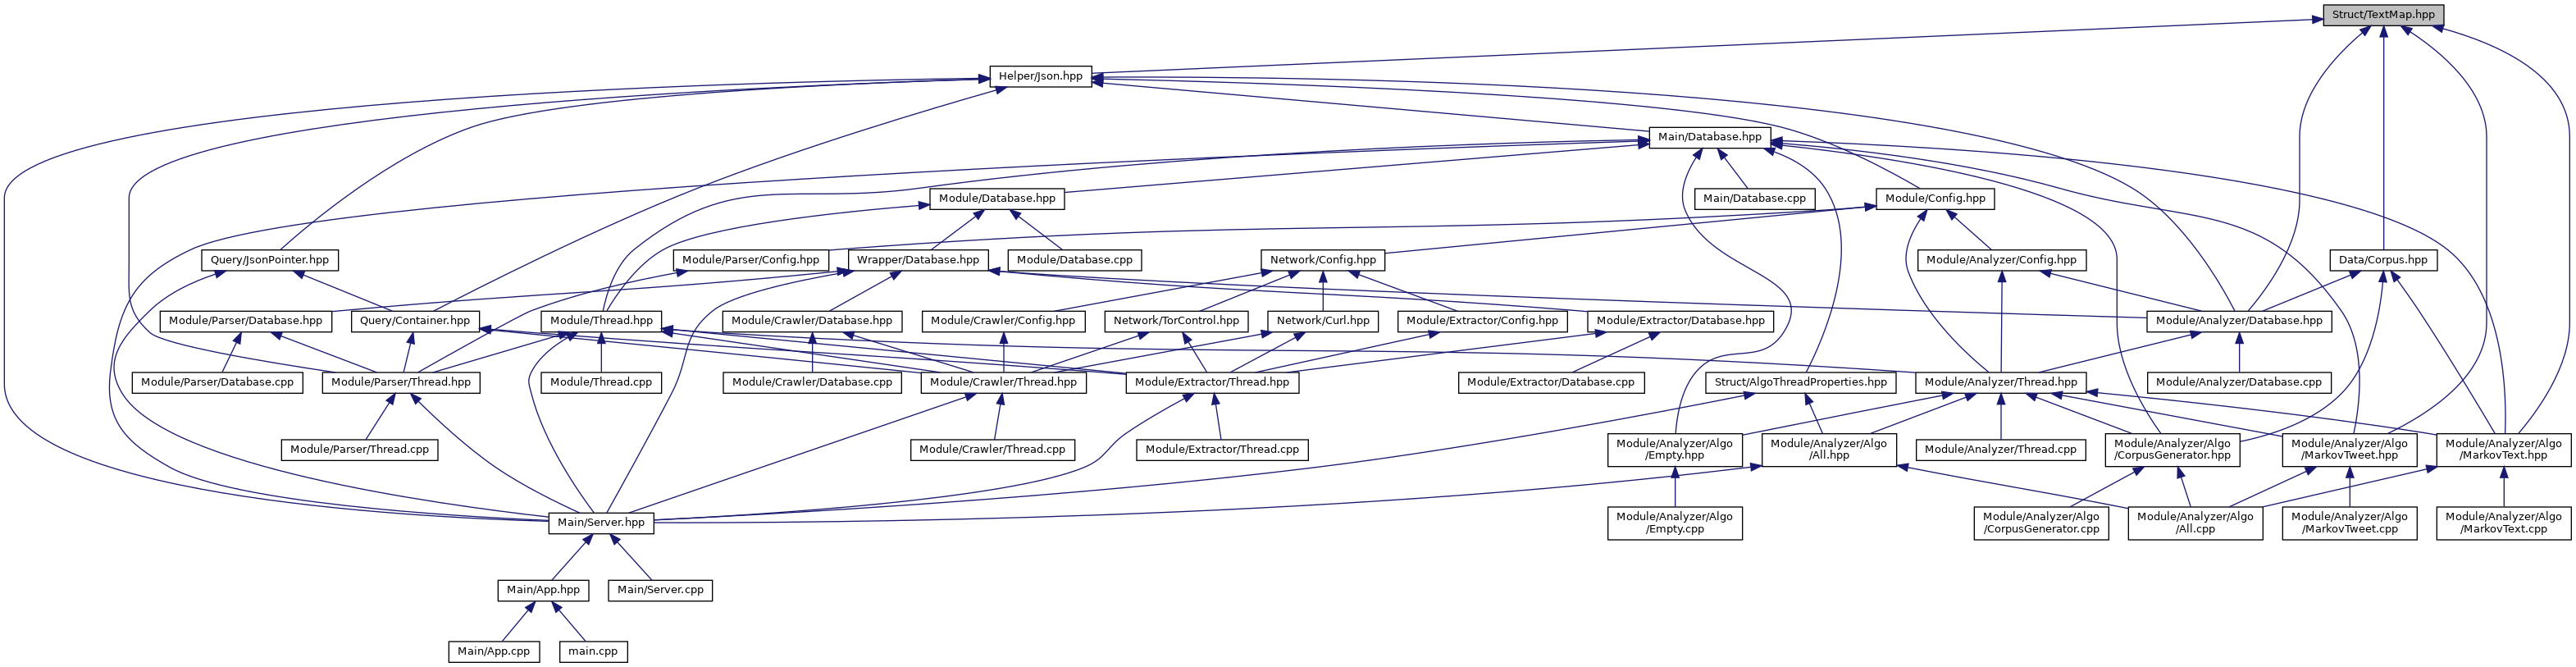 Struct/TextMap.hpp
Helper/Json.hpp
Main/Database.hpp
Module/Database.hpp
Main/Database.cpp
Module/Config.hpp
Query/JsonPointer.hpp
Module/Parser/Config.hpp
Wrapper/Database.hpp
Module/Database.cpp
Network/Config.hpp
Module/Analyzer/Config.hpp
Data/Corpus.hpp
Module/Parser/Database.hpp
Query/Container.hpp
Module/Thread.hpp
Module/Crawler/Database.hpp
Module/Crawler/Config.hpp
Network/TorControl.hpp
Network/Curl.hpp
Module/Extractor/Config.hpp
Module/Extractor/Database.hpp
Module/Analyzer/Database.hpp
Module/Parser/Database.cpp
Module/Parser/Thread.hpp
Module/Thread.cpp
Module/Crawler/Database.cpp
Module/Crawler/Thread.hpp
Module/Extractor/Thread.hpp
Module/Extractor/Database.cpp
Struct/AlgoThreadProperties.hpp
Module/Analyzer/Thread.hpp
Module/Analyzer/Database.cpp
Module/Parser/Thread.cpp
Module/Crawler/Thread.cpp
Module/Extractor/Thread.cpp
Module/Analyzer/Algo
/Empty.hpp
Module/Analyzer/Algo
/All.hpp
Module/Analyzer/Thread.cpp
Module/Analyzer/Algo
/CorpusGenerator.hpp
Module/Analyzer/Algo
/MarkovTweet.hpp
Module/Analyzer/Algo
/MarkovText.hpp
Main/Server.hpp
Module/Analyzer/Algo
/Empty.cpp
Module/Analyzer/Algo
/CorpusGenerator.cpp
Module/Analyzer/Algo
/All.cpp
Module/Analyzer/Algo
/MarkovTweet.cpp
Module/Analyzer/Algo
/MarkovText.cpp
Main/App.hpp
Main/Server.cpp
Main/App.cpp
main.cpp